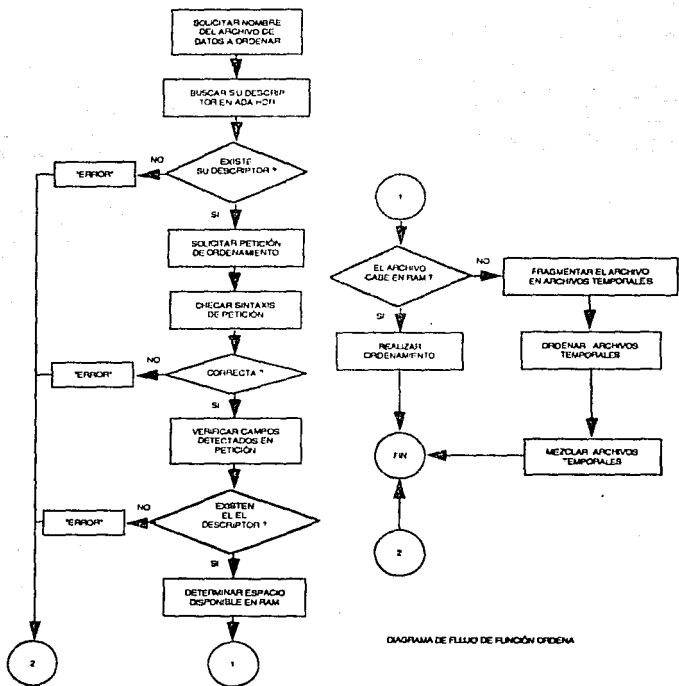 SOLICITAR NOMBRE
DEL ARCHIVO DE
DATOS A ORDENAR
BUSCAR SU DESCRIP
TOR EN ADA HDR
EXISTE
SU DESCRIPTOR ?
NO
"ERROR"
SI
SOLICITAR PETICIÓN
DE ORDENAMIENTO
CHECAR SINTAXIS
DE PETICIÓN
CORRECTA ?
NO
"ERROR"
SI
VERIFICAR CAMPOS
DETECTADOS EN
PETICIÓN
EXISTEN
EL EL
DESCRIPTOR ?
NO
"ERROR"
SI
DETERMINAR ESPACIO
DISPONIBLE EN RAM
2
1
1
EL ARCHIVO
CABE EN RAM ?
NO
FRAGMENTAR EL ARCHIVO
EN ARCHIVOS TEMPORALES
SI
REALIZAR
ORDENAMIENTO
ORDENAR ARCHIVOS
TEMPORALES
FIN
MEZCLAR ARCHIVOS
TEMPORALES
2
DIAGRAMA DE FLUJO DE FUNCIÓN ORDENA